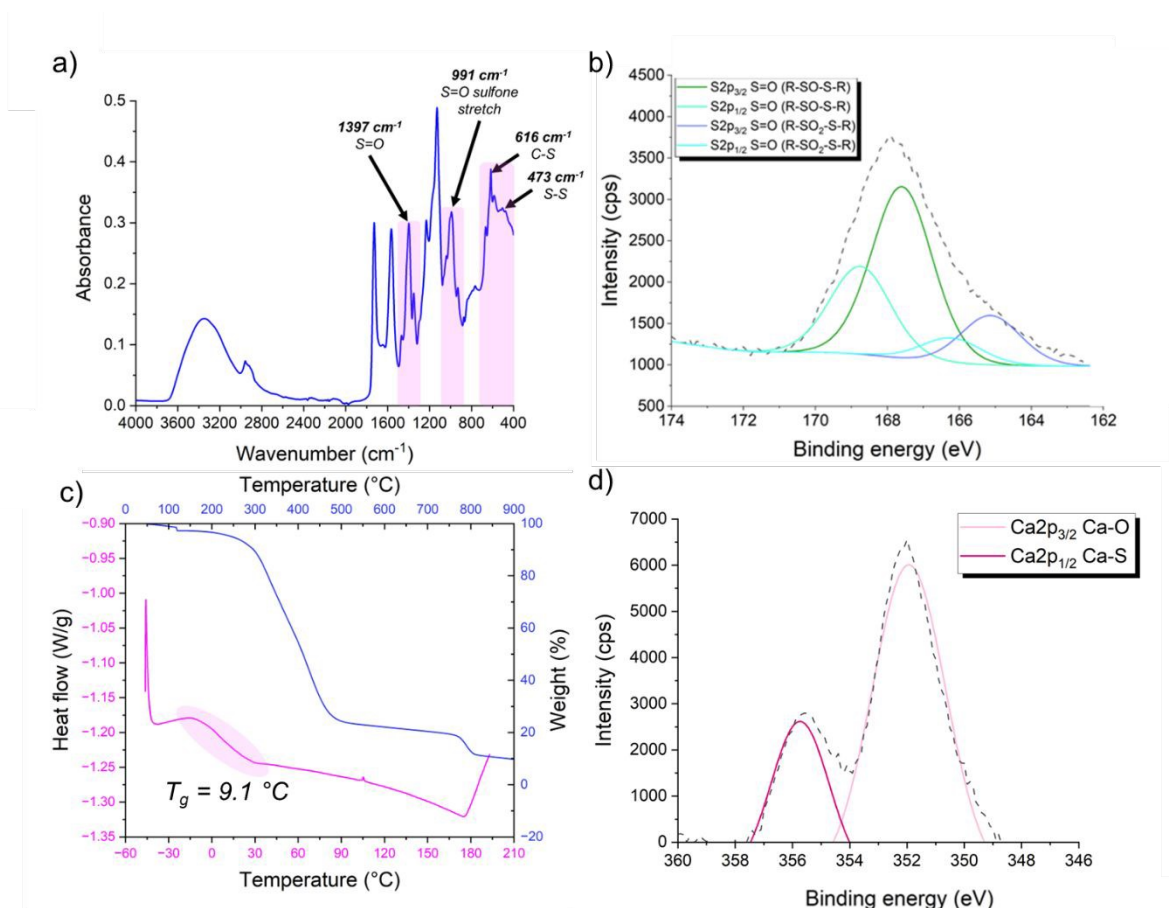 a)
1397 cm⁻¹
S=O
991 cm⁻¹
S=O sulfone
stretch
616 cm⁻¹
C-S
473 cm⁻¹
S-S
Absorbance
0.5
0.4
0.3
0.2
0.1
0.0
4000 3600 3200 2800 2400 2000 1600 1200 800 400
Wavenumber (cm⁻¹)
b)
S2p₃/₂ S=O (R-SO-S-R)
S2p₁/₂ S=O (R-SO-S-R)
S2p₃/₂ S=O (R-SO₂-S-R)
S2p₁/₂ S=O (R-SO₂-S-R)
Intensity (cps)
4500
4000
3500
3000
2500
2000
1500
1000
500
174 172 170 168 166 164 162
Binding energy (eV)
c)
Temperature (°C)
0 100 200 300 400 500 600 700 800 900
Heat flow (W/g)
−0.90
−0.95
−1.00
−1.05
−1.10
−1.15
−1.20
−1.25
−1.30
−1.35
Tg = 9.1 °C
100
80
60
40
20
0
−20
Weight (%)
−60 −30 0 30 60 90 120 150 180 210
Temperature (°C)
d)
Ca2p₃/₂ Ca-O
Ca2p₁/₂ Ca-S
Intensity (cps)
7000
6000
5000
4000
3000
2000
1000
0
360 358 356 354 352 350 348 346
Binding energy (eV)